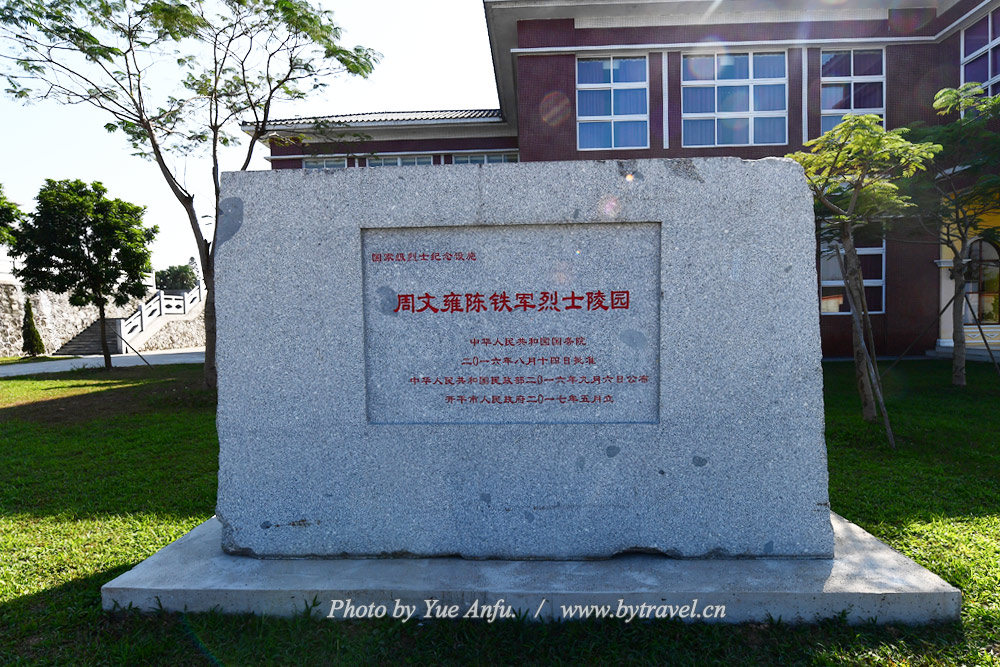 国家级烈士纪念设施
周文雍陈铁军烈士陵园
中华人民共和国国务院
二〇一六年八月十四日批准
中华人民共和国民政部二〇一六年九月六日公布
开平市人民政府二〇一七年五月立
Photo by Yue Anfu. / www.bytravel.cn